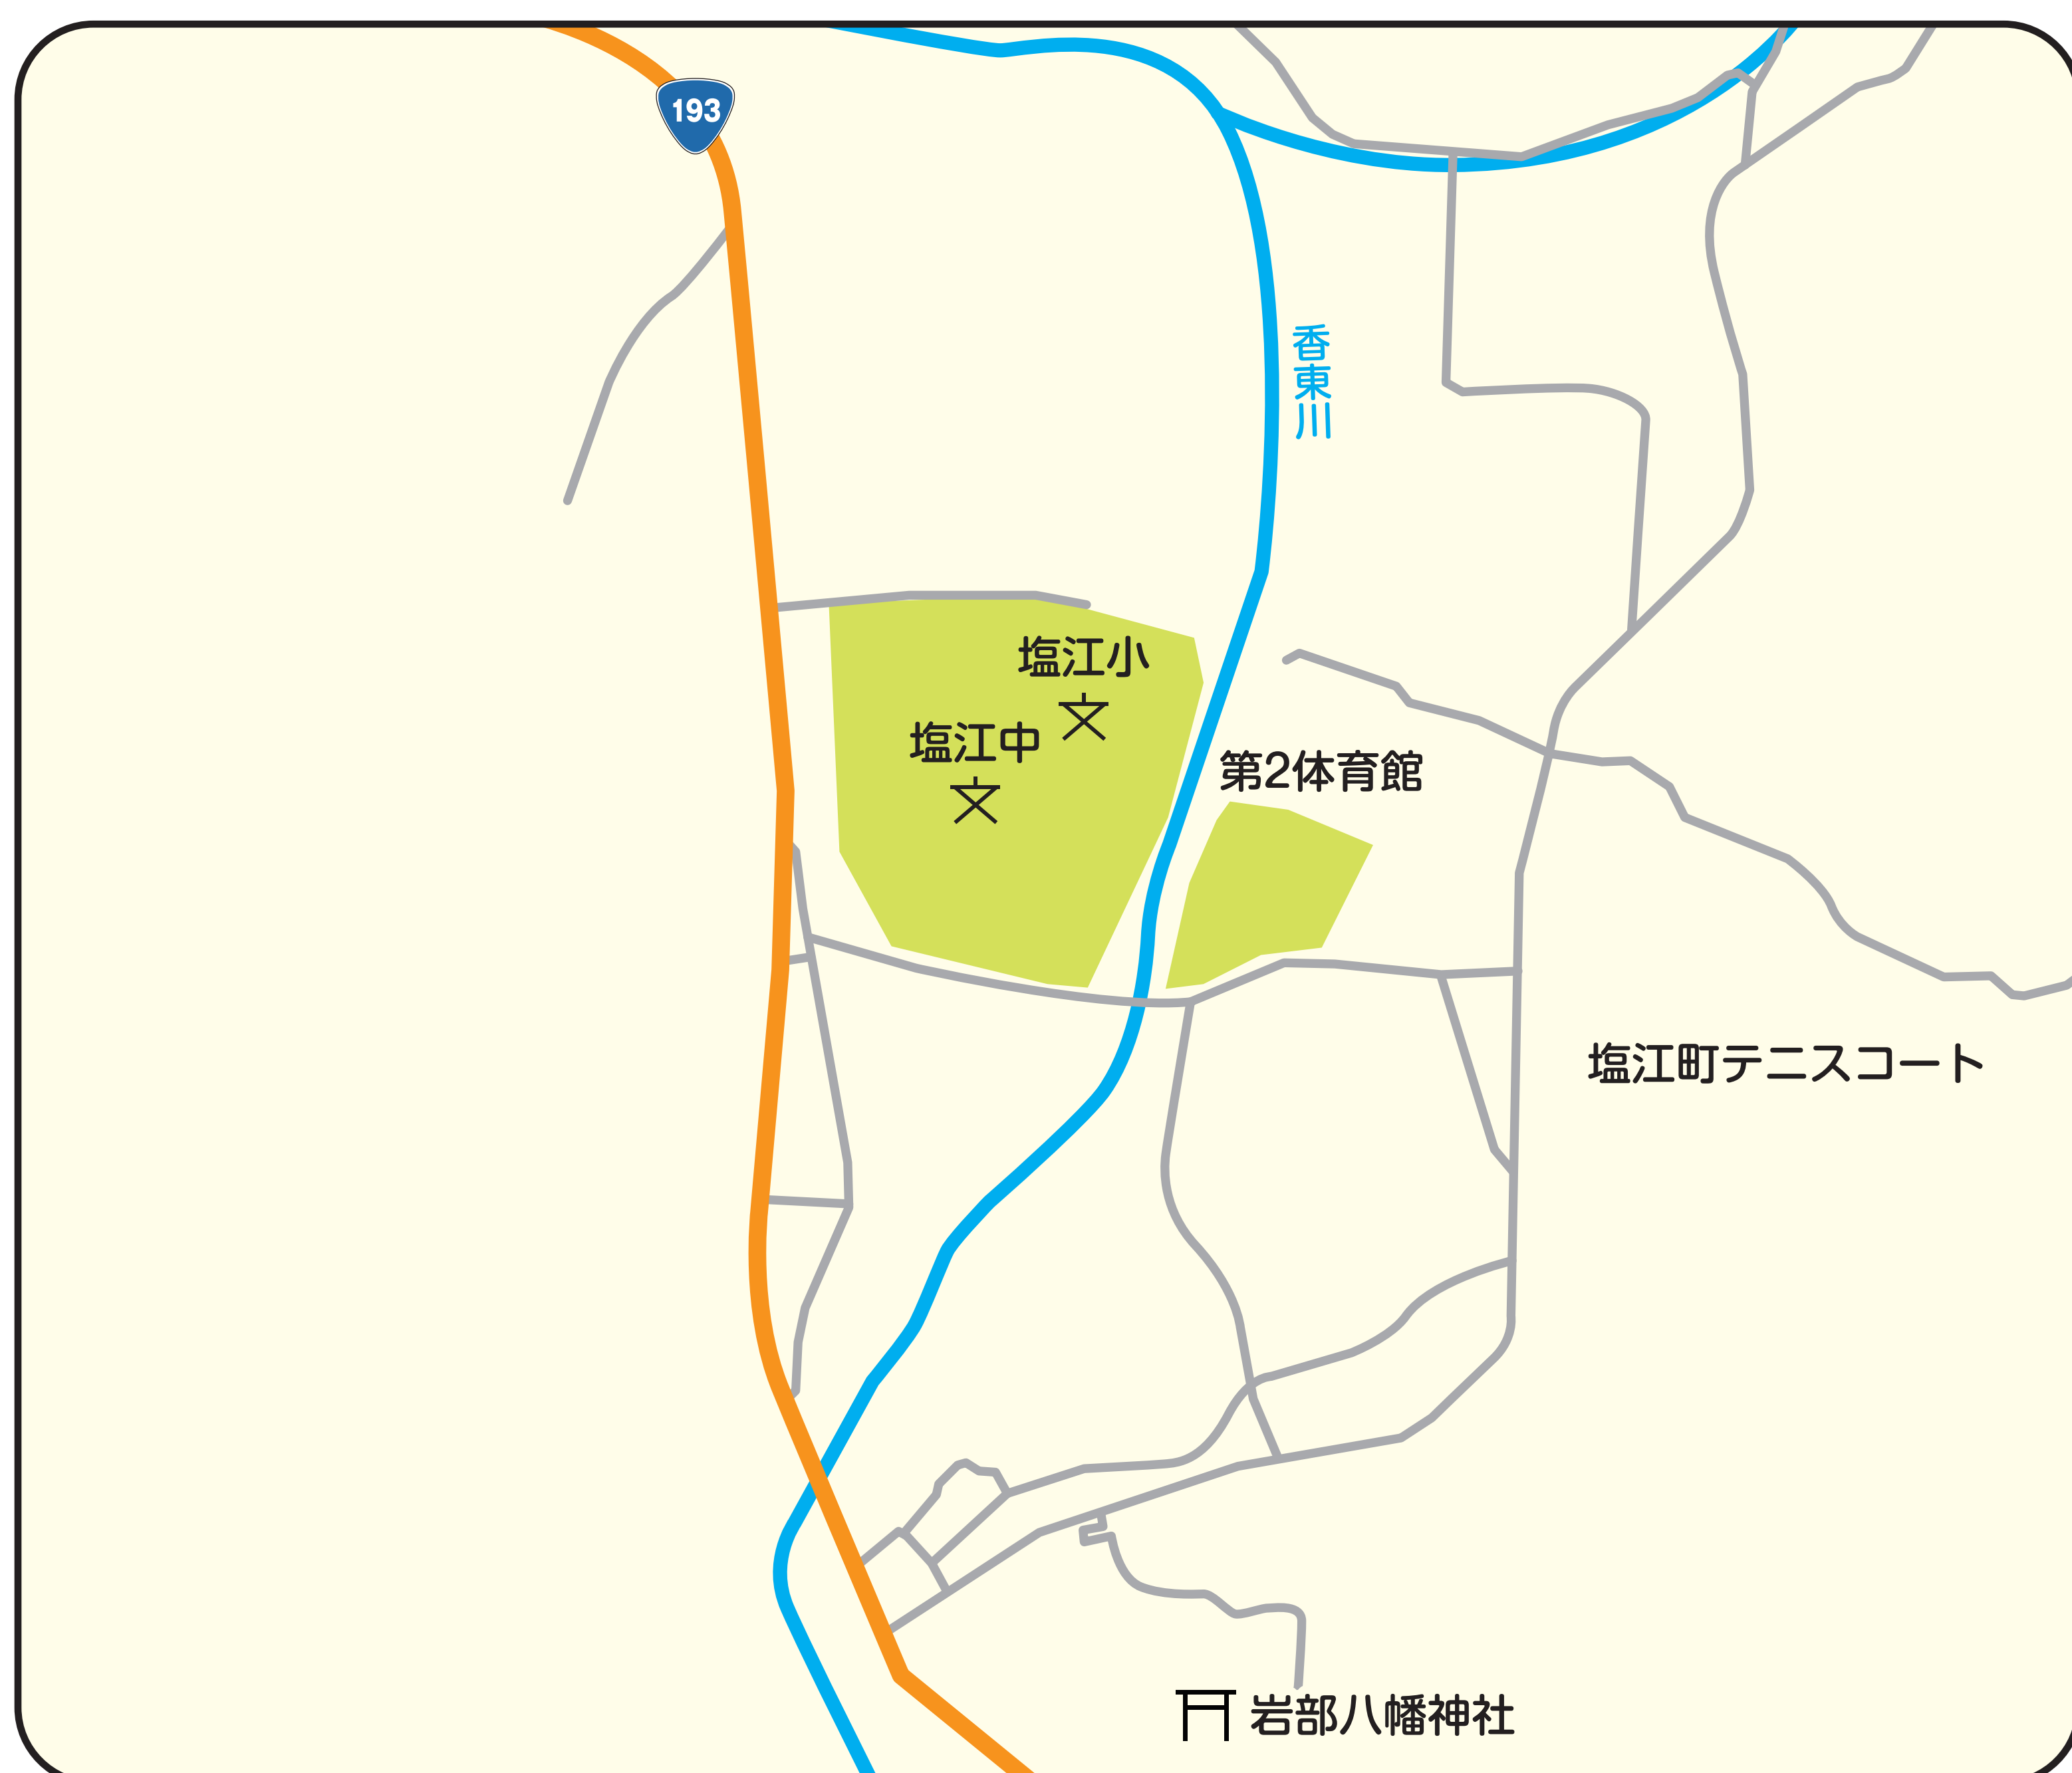 193
香東川
塩江小
塩江中
第2体育館
塩江町テニスコート
岩部八幡神社